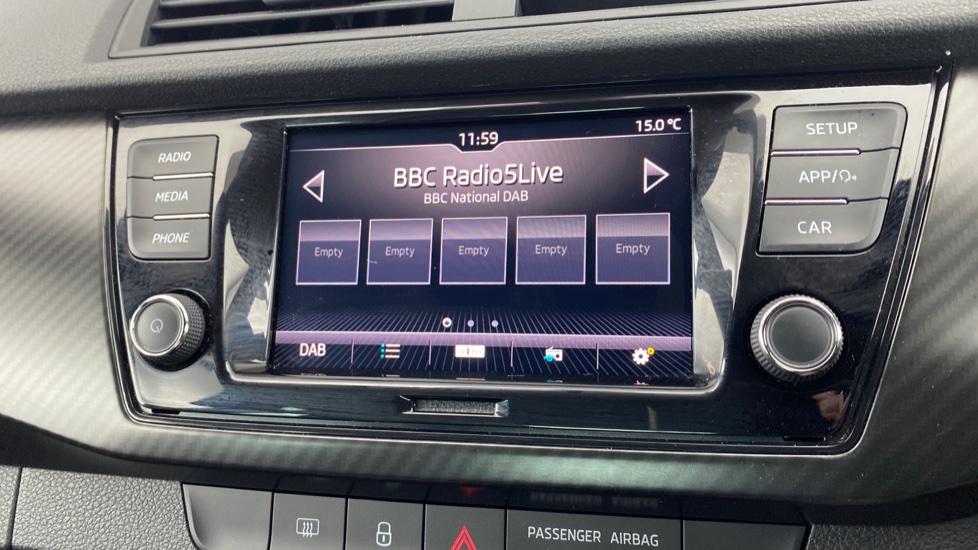 11:59
15.0 °C
BBC Radio5Live
BBC National DAB
Empty Empty Empty Empty Empty
DAB
RADIO
MEDIA
PHONE
SETUP
APP/
CAR
PASSENGER AIRBAG